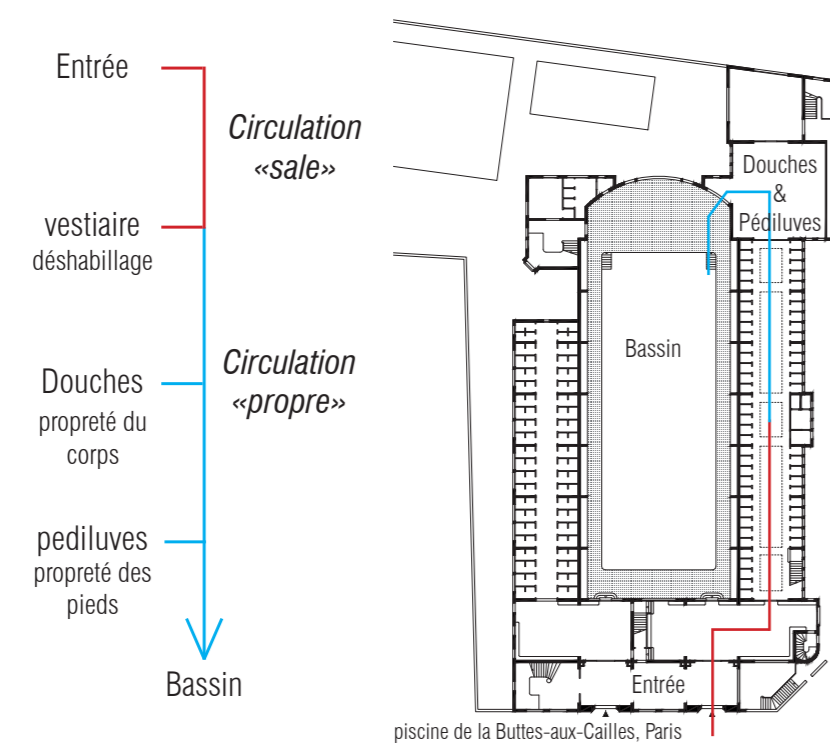 Entrée
Circulation
«sale»
vestiaire
déshabillage
Circulation
«propre»
Douches
propreté du
corps
pediluves
propreté des
pieds
Bassin
Douches
&
Pédiluves
Bassin
Entrée
piscine de la Buttes-aux-Cailles, Paris